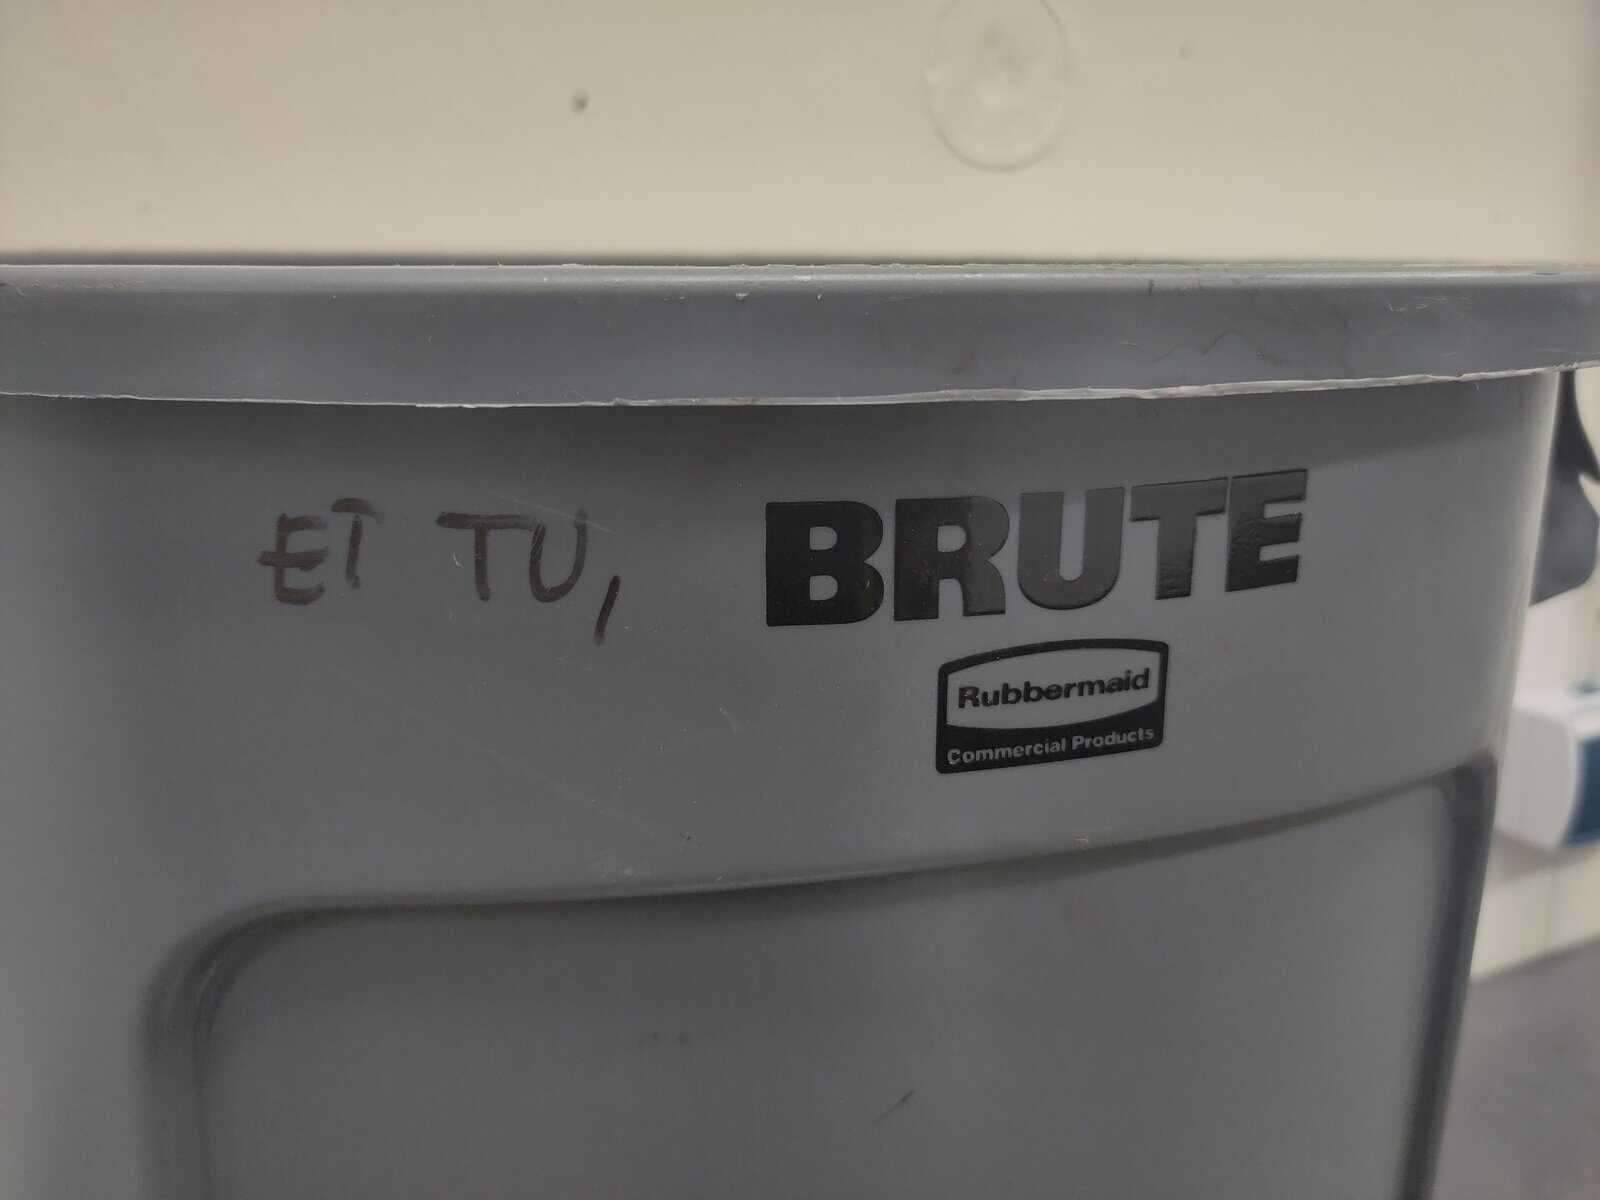 ET TU, BRUTE
Rubbermaid
Commercial Products